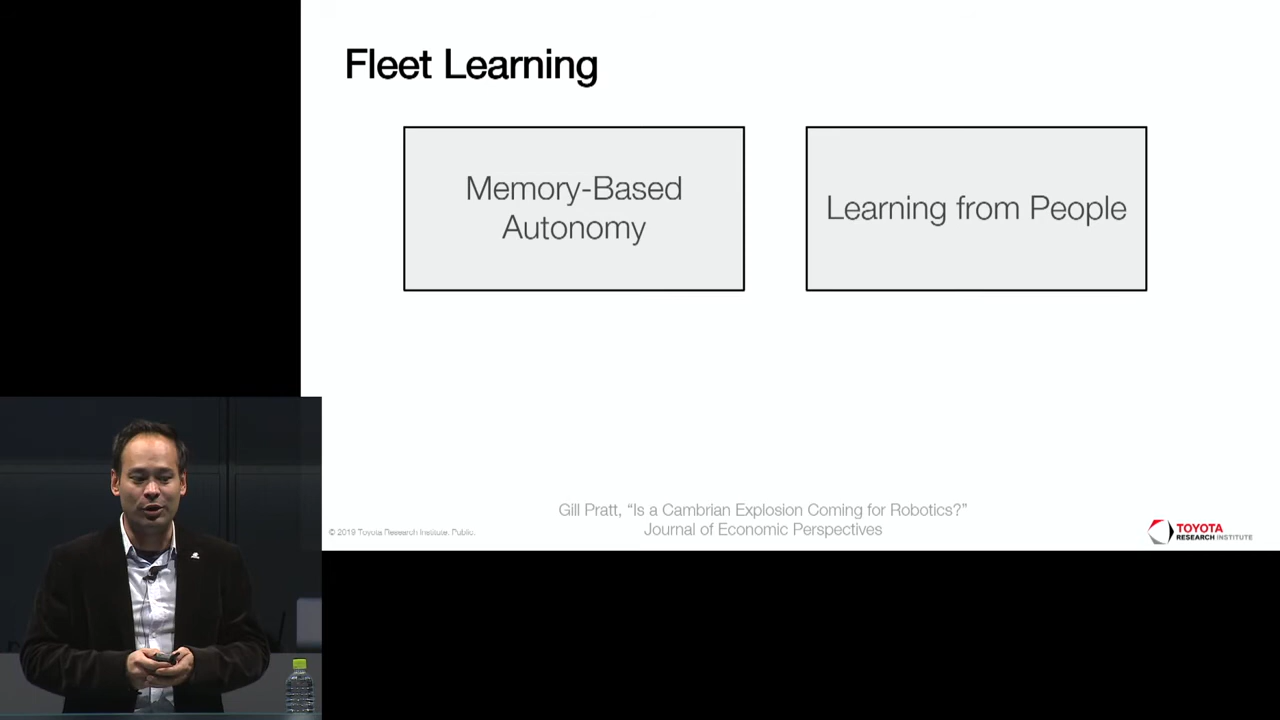 Fleet Learning
Memory-Based
Autonomy
Learning from People
Gill Pratt, “Is a Cambrian Explosion Coming for Robotics?”
Journal of Economic Perspectives
© 2019 Toyota Research Institute. Public.
TOYOTA
RESEARCH INSTITUTE